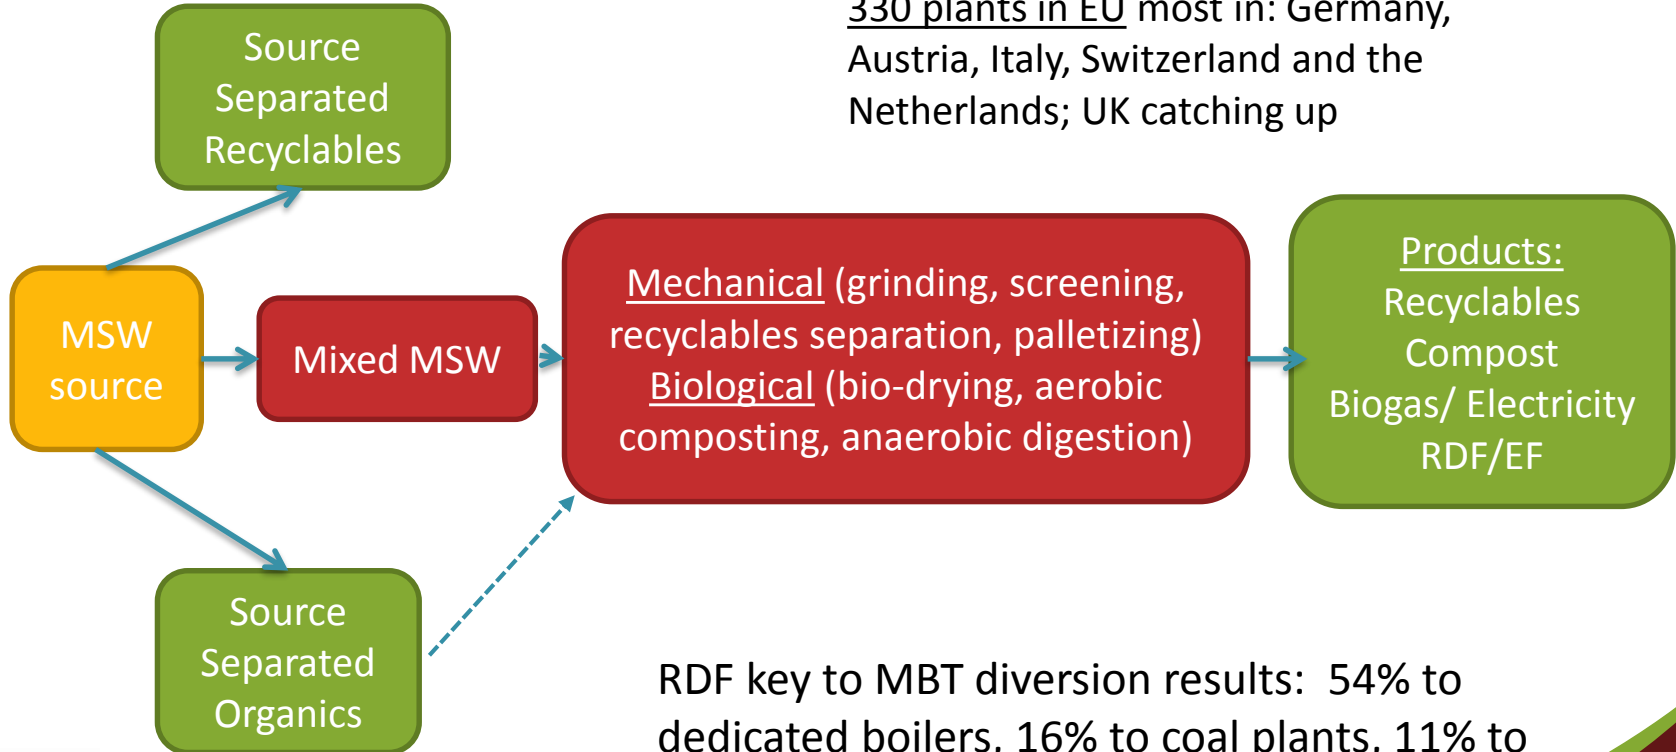 330 plants in EU most in: Germany,
Austria, Italy, Switzerland and the
Netherlands; UK catching up
Source
Separated
Recyclables
MSW
source
Mixed MSW
Mechanical (grinding, screening,
recyclables separation, palletizing)
Biological (bio-drying, aerobic
composting, anaerobic digestion)
Products:
Recyclables
Compost
Biogas/ Electricity
RDF/EF
Source
Separated
Organics
RDF key to MBT diversion results: 54% to
dedicated boilers, 16% to coal plants, 11% to